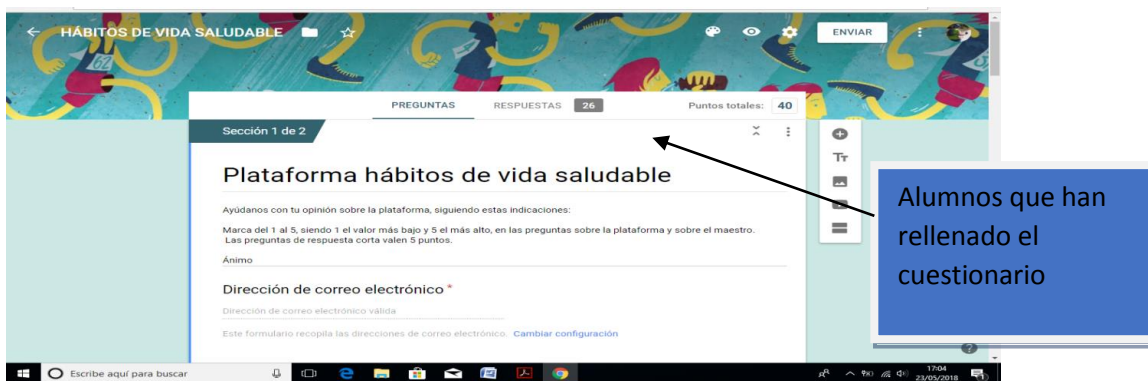 HÁBITOS DE VIDA SALUDABLE
ENVIAR
PREGUNTAS RESPUESTAS 26 Puntos totales: 40
Sección 1 de 2
Tт
Plataforma hábitos de vida saludable
Ayúdanos con tu opinión sobre la plataforma, siguiendo estas indicaciones:
Marca del 1 al 5, siendo 1 el valor más bajo y 5 el más alto, en las preguntas sobre la plataforma y sobre el maestro.
Las preguntas de respuesta corta valen 5 puntos.
Ánimo
Dirección de correo electrónico *
Dirección de correo electrónico válida
Este formulario recopila las direcciones de correo electrónico. Cambiar configuración
Alumnos que han
rellenado el
cuestionario
Escribe aquí para buscar
17:04
23/05/2018